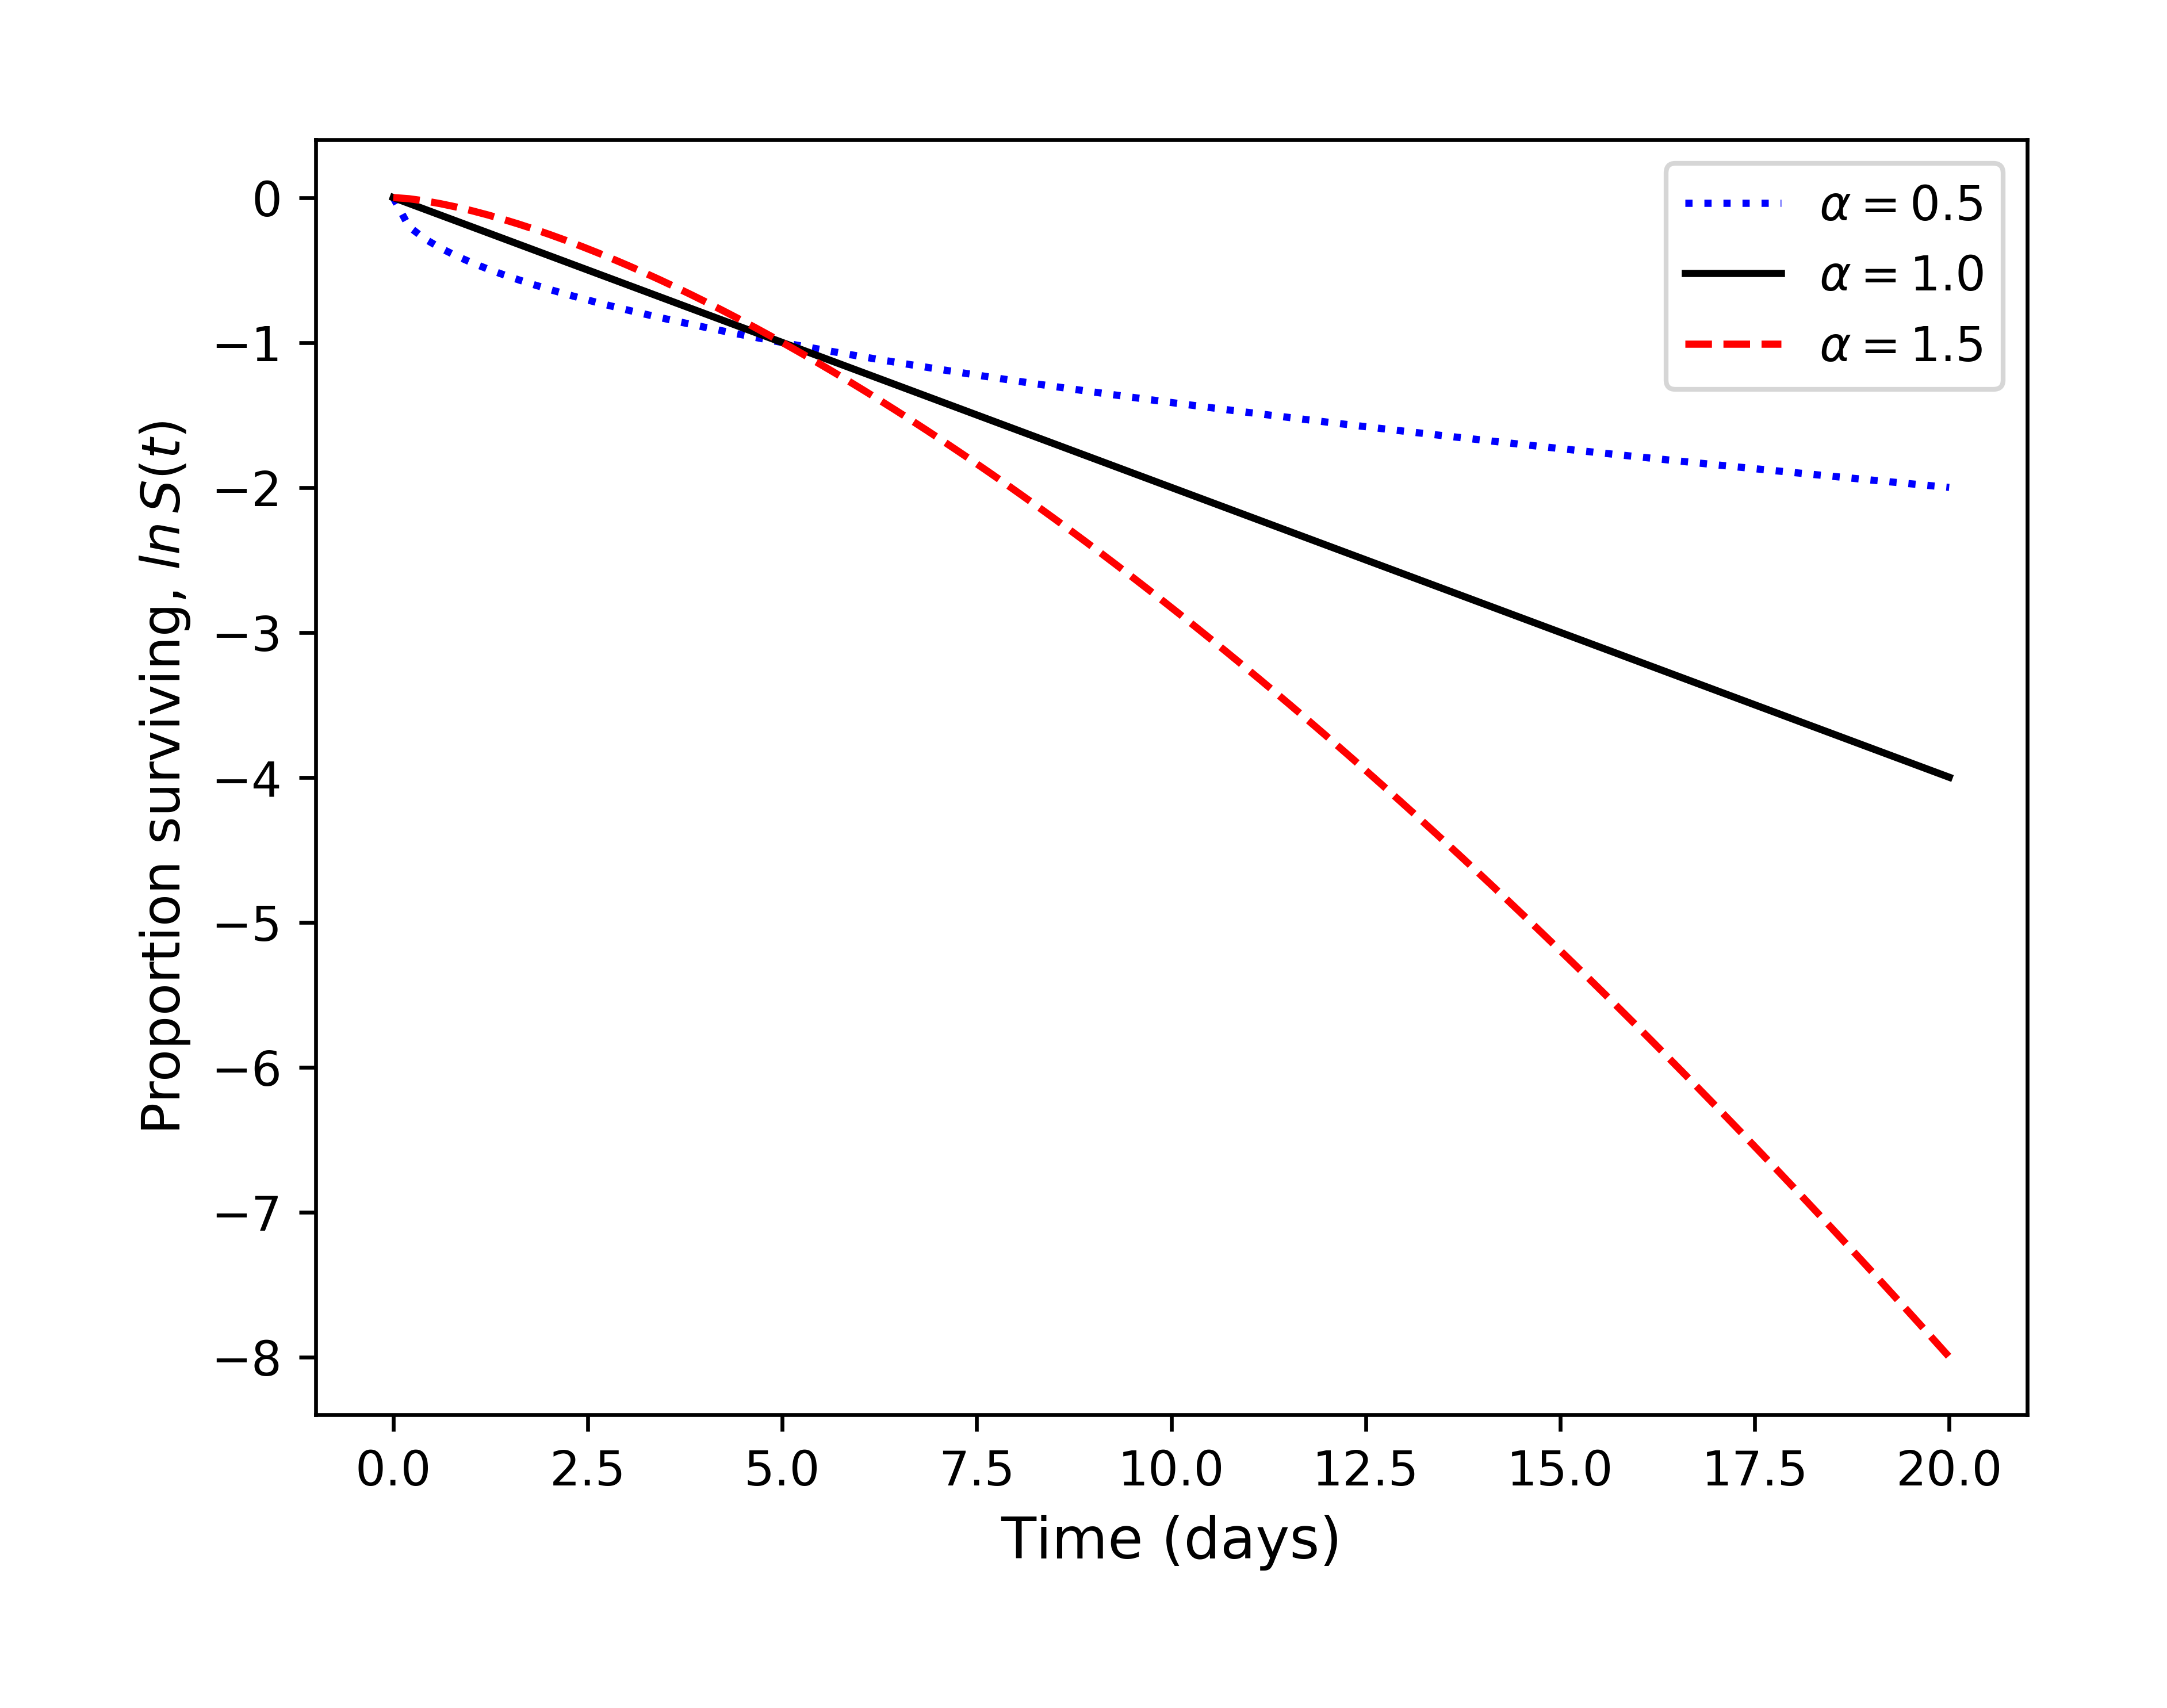 α = 0.5
α = 1.0
α = 1.5
0
−1
−2
−3
−4
−5
−6
−7
−8
Proportion surviving, ln S(t)
0.0 2.5 5.0 7.5 10.0 12.5 15.0 17.5 20.0
Time (days)